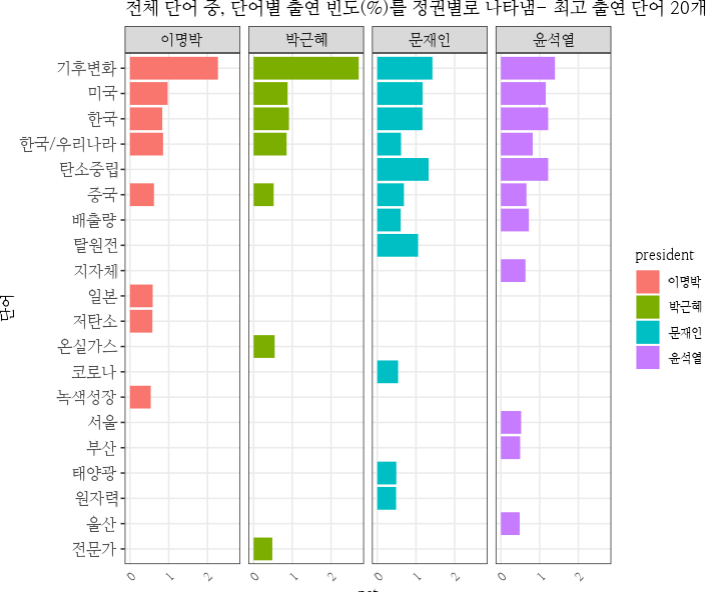 전체 단어 중, 단어별 출연 빈도(%)를 정권별로 나타냄- 최고 출연 단어 20개
이명박
박근혜
문재인
윤석열
기후변화
미국
한국
한국/우리나라
탄소중립
중국
배출량
탈원전
지자체
일본
저탄소
온실가스
코로나
녹색성장
서울
부산
태양광
원자력
울산
전문가
단어
0 1 2
0 1 2
0 1 2
0 1 2
president
이명박
박근혜
문재인
윤석열